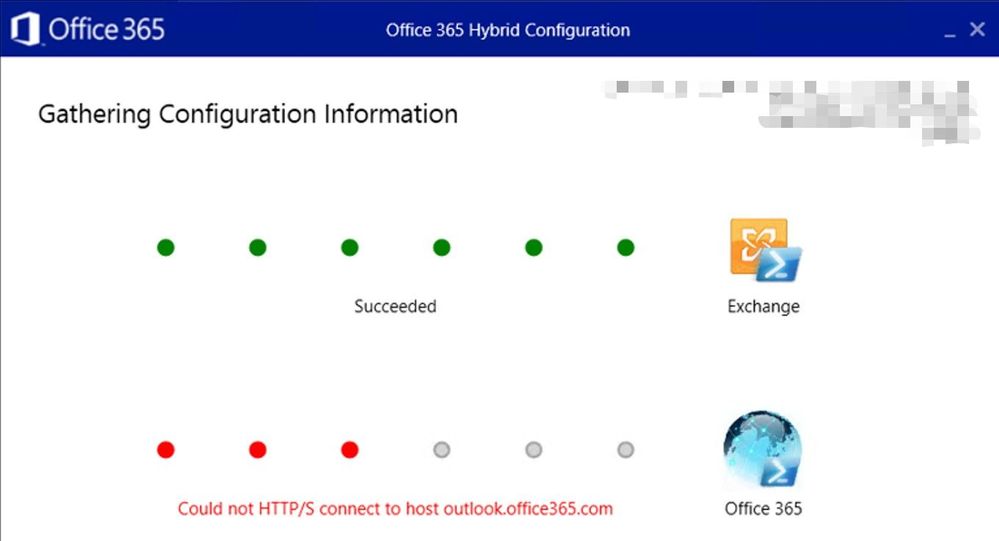 Office 365
Office 365 Hybrid Configuration
Gathering Configuration Information
Succeeded
Exchange
Could not HTTP/S connect to host outlook.office365.com
Office 365